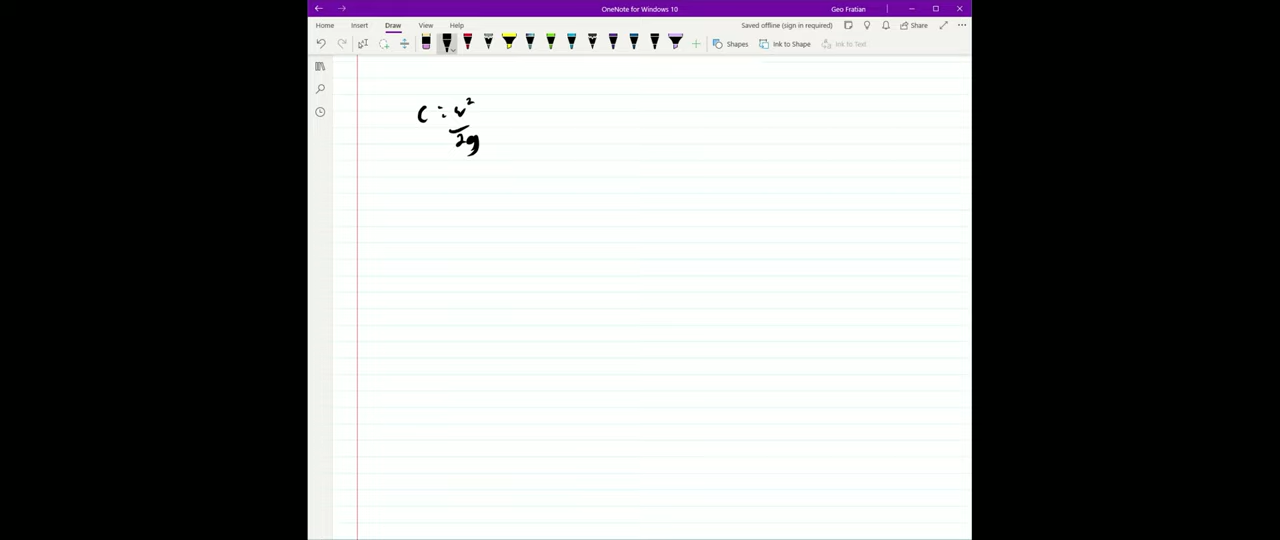 OneNote for Windows 10
Geo Fratian
Home Insert Draw View Help
Saved offline (sign in required)
Share
Shapes
Ink to Shape
Ink to Text
C = v²
2g